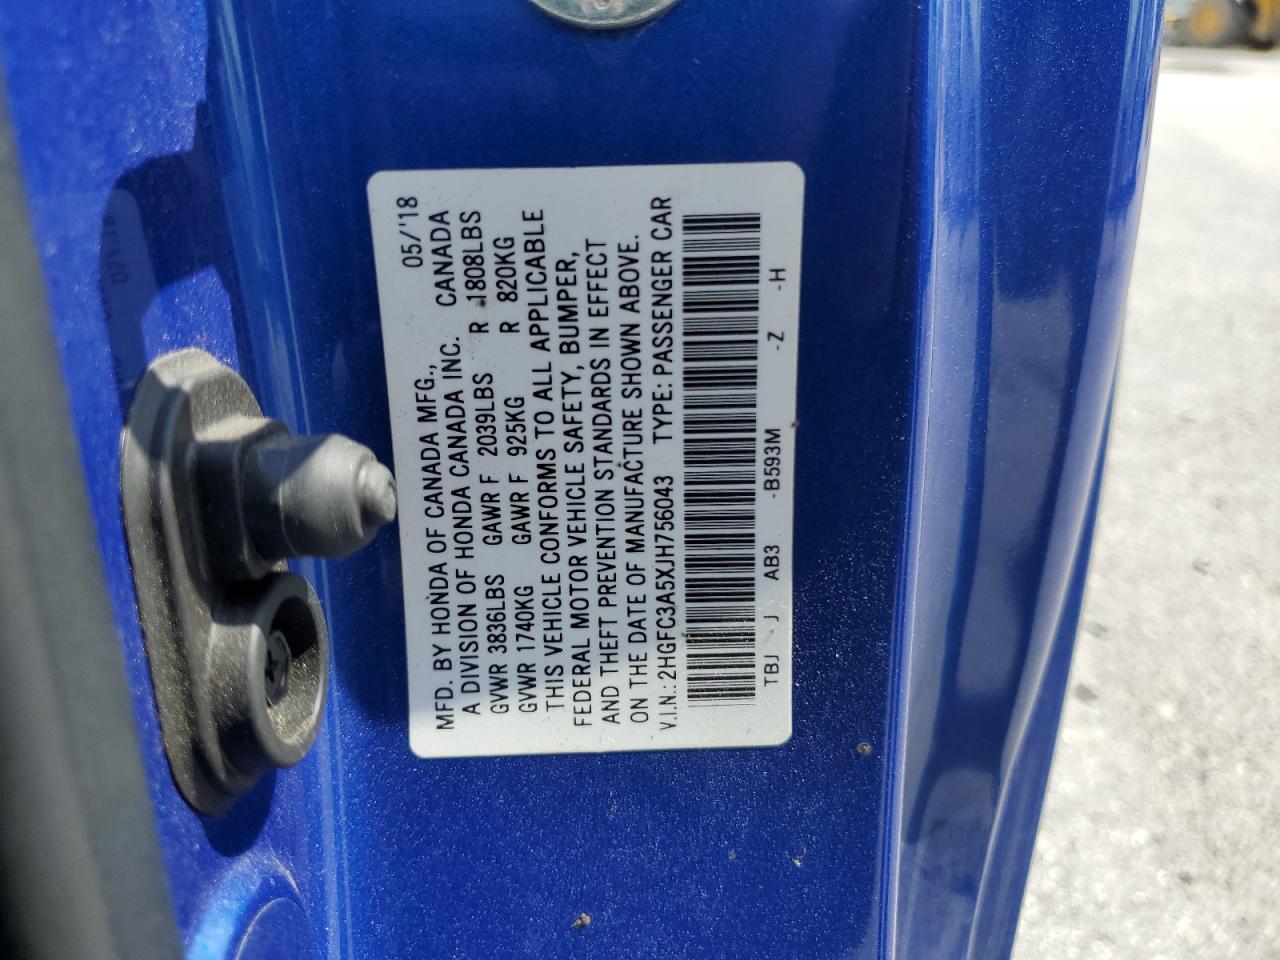 05/'18
MFD. BY HONDA OF CANADA MFG.,
A DIVISION OF HONDA CANADA INC. CANADA
GVWR 3836LBS GAWR F 2039LBS R 1808LBS
GVWR 1740KG GAWR F 925KG R 820KG
THIS VEHICLE CONFORMS TO ALL APPLICABLE
FEDERAL MOTOR VEHICLE SAFETY, BUMPER,
AND THEFT PREVENTION STANDARDS IN EFFECT
ON THE DATE OF MANUFACTURE SHOWN ABOVE.
V.I.N.: 2HGFC3A5XJH756043 TYPE: PASSENGER CAR
TBJ J AB3 -B593M -Z -H